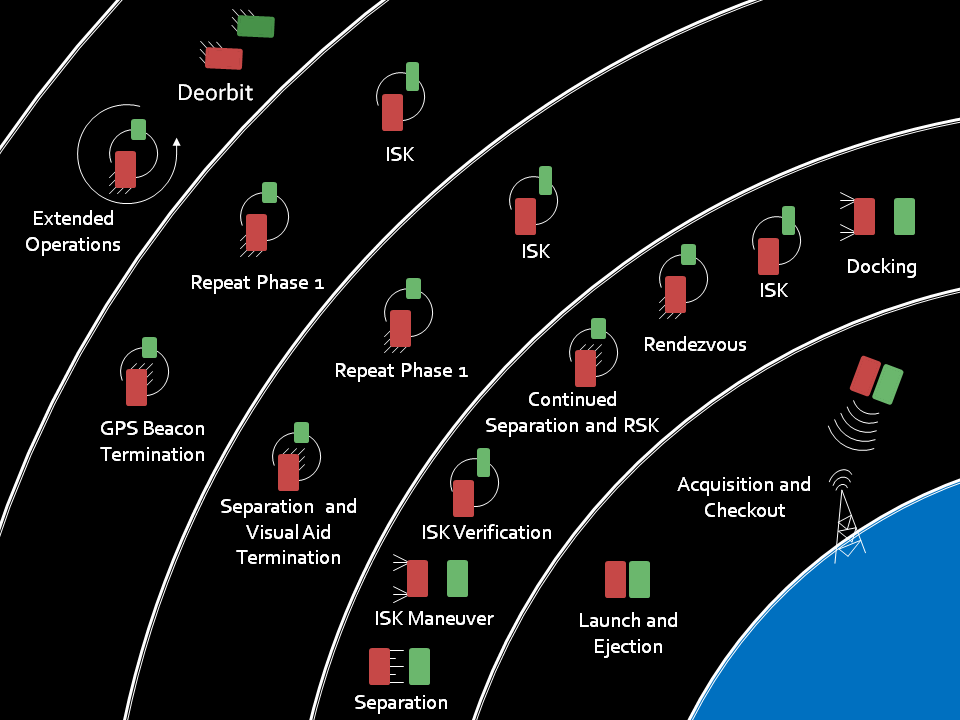 Deorbit
Extended
Operations
ISK
Repeat Phase 1
GPS Beacon
Termination
ISK
Repeat Phase 1
Separation and
Visual Aid
Termination
Docking
ISK
Rendezvous
Continued
Separation and RSK
ISK Verification
ISK Maneuver
Separation
Acquisition and
Checkout
Launch and
Ejection